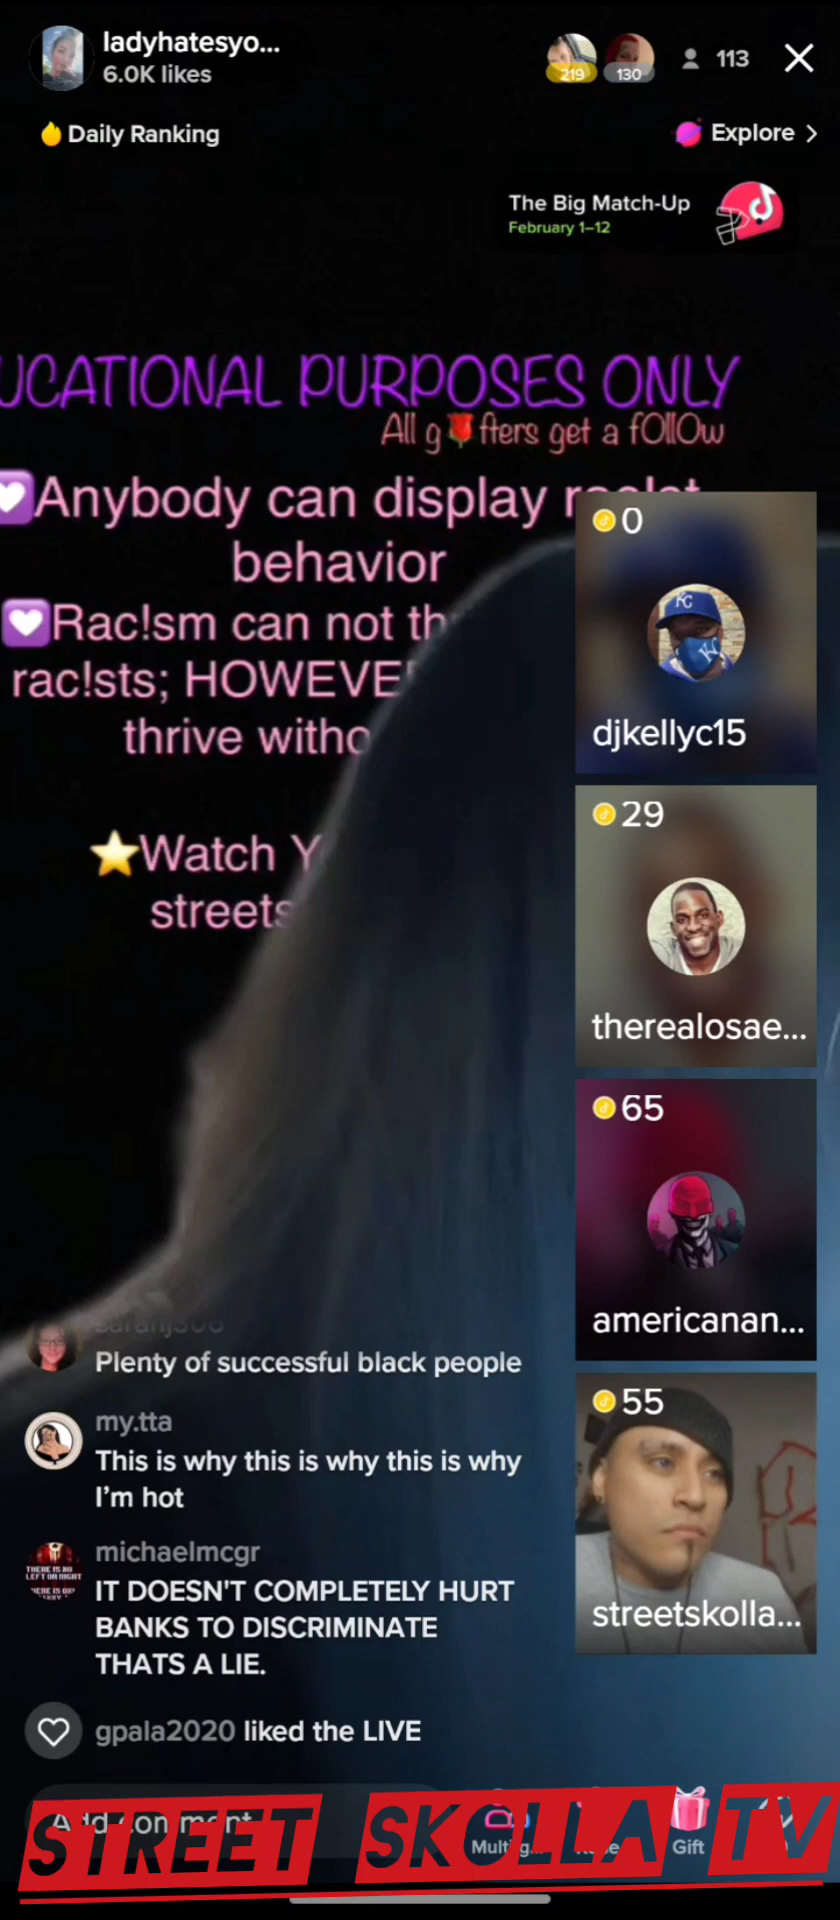 ladyhatesyo...
6.0K likes
219
130
113
Daily Ranking
Explore >
The Big Match-Up
February 1–12
UCATIONAL PURPOSES ONLY
All g🌹fters get a fOllOw
Anybody can display
behavior
Rac!sm can not
rac!sts;
thrive
Watch
0
djkellyc15
29
therealosae...
65
americanan...
55
streetskolla...
Plenty of successful black people
my.tta
This is why this is why this is why
I'm hot
michaelmcgr
IT DOESN'T COMPLETELY HURT
BANKS TO DISCRIMINATE
THATS A LIE.
gpala2020 liked the LIVE
Add comment
Gift
STREET SKOLLA TV